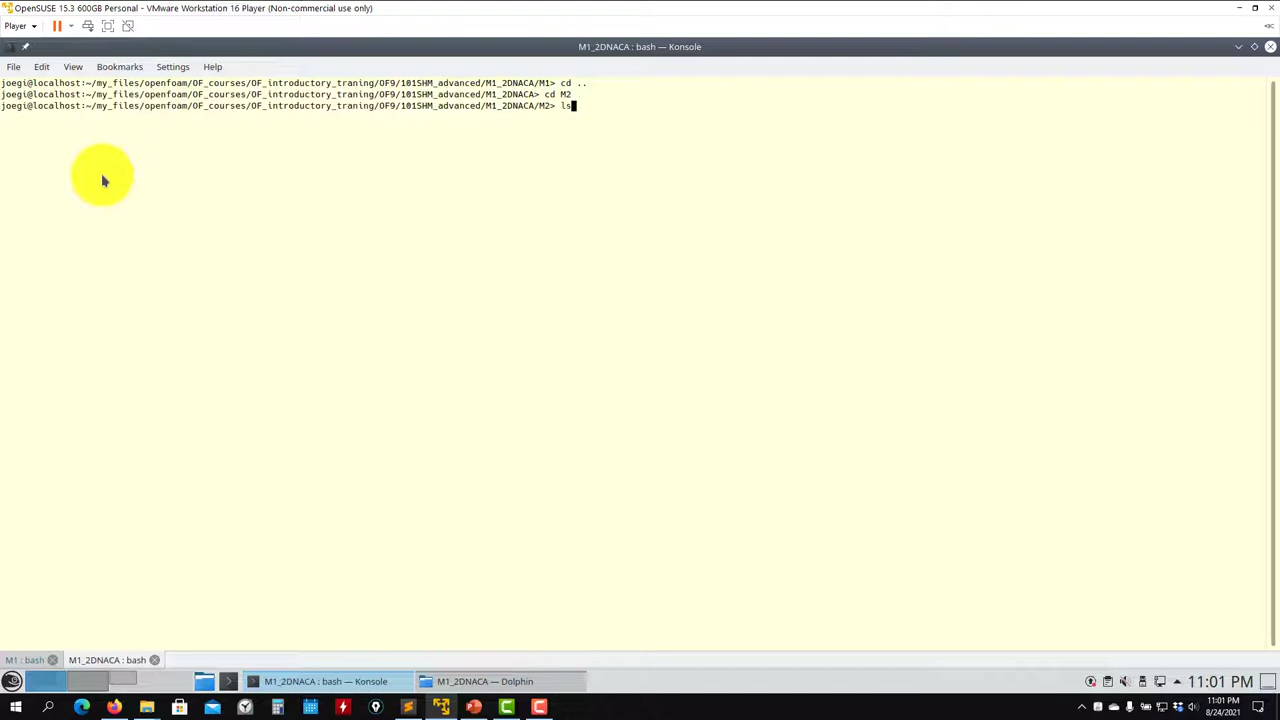 OpenSUSE 15.3 600GB Personal - VMware Workstation 16 Player (Non-commercial use only)
Player
M1_2DNACA : bash — Konsole
File Edit View Bookmarks Settings Help
joegi@localhost:~/my_files/openfoam/OF_courses/OF_introductory_traning/OF9/101SHM_advanced/M1_2DNACA/M1> cd ..
joegi@localhost:~/my_files/openfoam/OF_courses/OF_introductory_traning/OF9/101SHM_advanced/M1_2DNACA> cd M2
joegi@localhost:~/my_files/openfoam/OF_courses/OF_introductory_traning/OF9/101SHM_advanced/M1_2DNACA/M2> ls
M1 : bash M1_2DNACA : bash
M1_2DNACA : bash — Konsole M1_2DNACA — Dolphin 11:01 PM
11:01 PM
8/24/2021